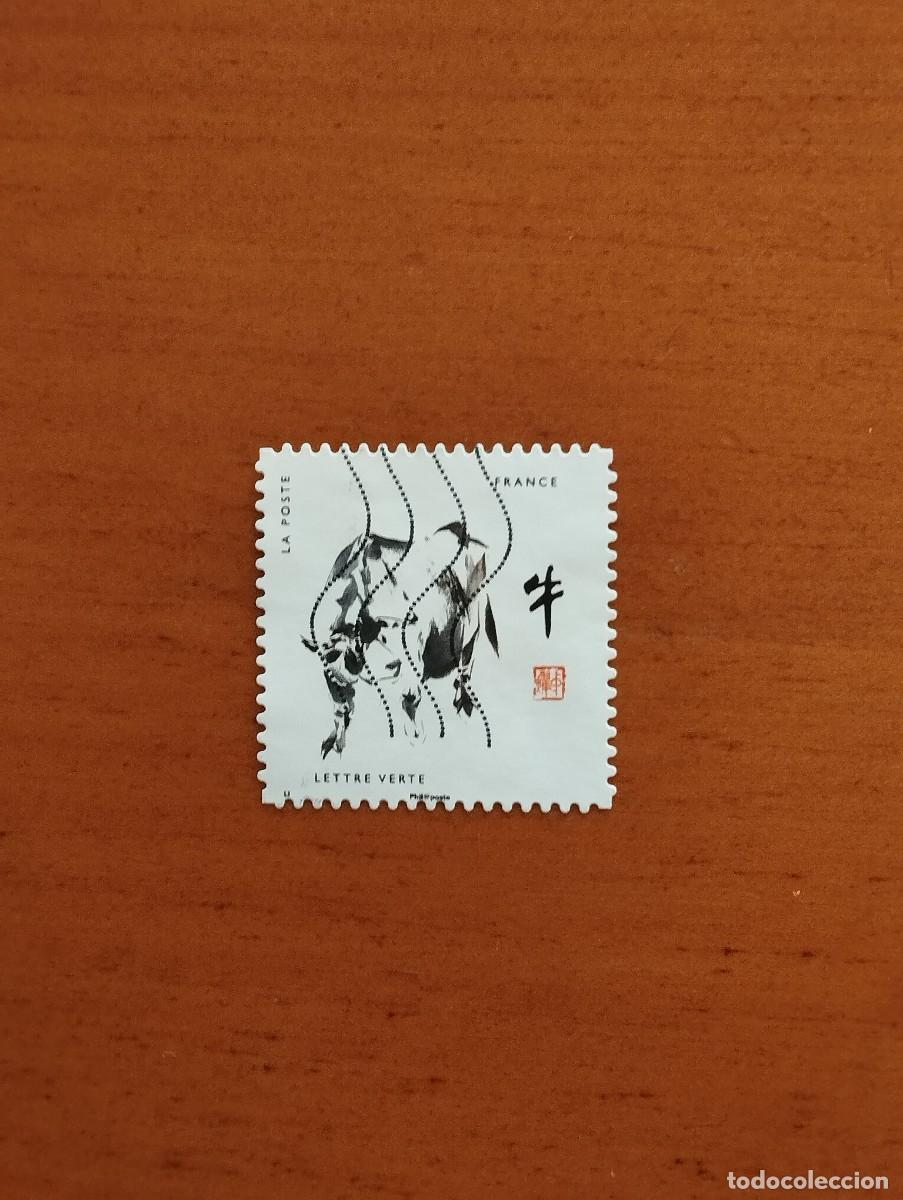 LA POSTE
FRANCE
牛
LETTRE VERTE
Phil@poste
todocoleccion